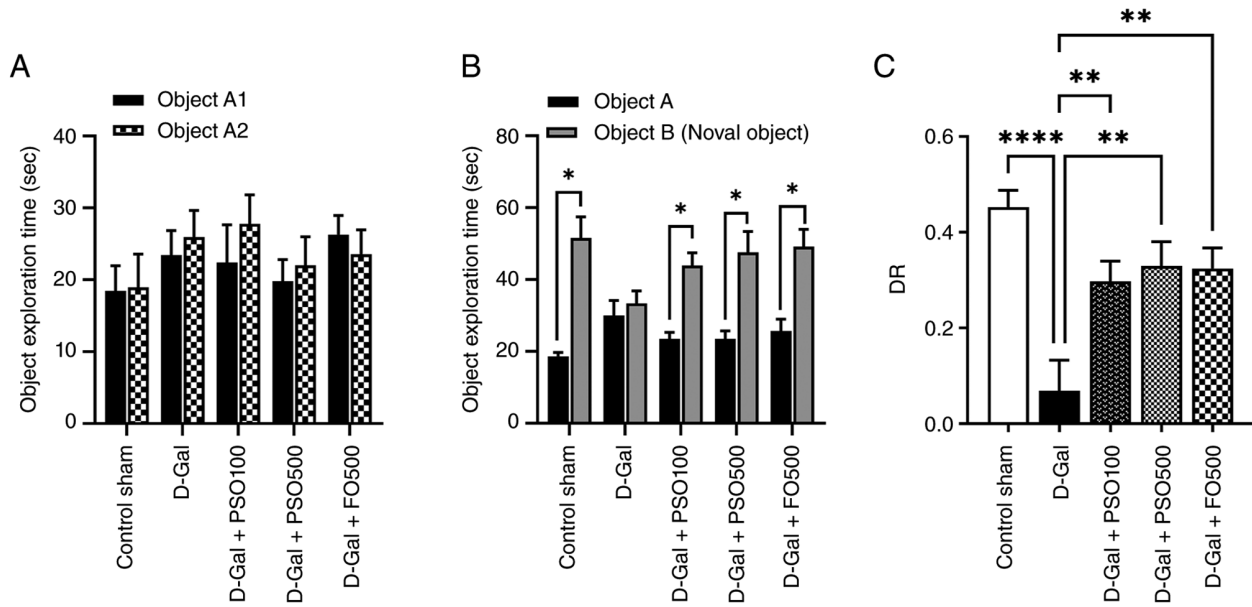 A
Object A1
Object A2
Object exploration time (sec)
40
30
20
10
0
Control sham
D-Gal
D-Gal + PSO100
D-Gal + PSO500
D-Gal + FO500
B
Object A
Object B (Noval object)
Object exploration time (sec)
80
60
40
20
0
*
*
*
*
Control sham
D-Gal
D-Gal + PSO100
D-Gal + PSO500
D-Gal + FO500
C
**
**
**** **
DR
0.6
0.4
0.2
0.0
Control sham
D-Gal
D-Gal + PSO100
D-Gal + PSO500
D-Gal + FO500